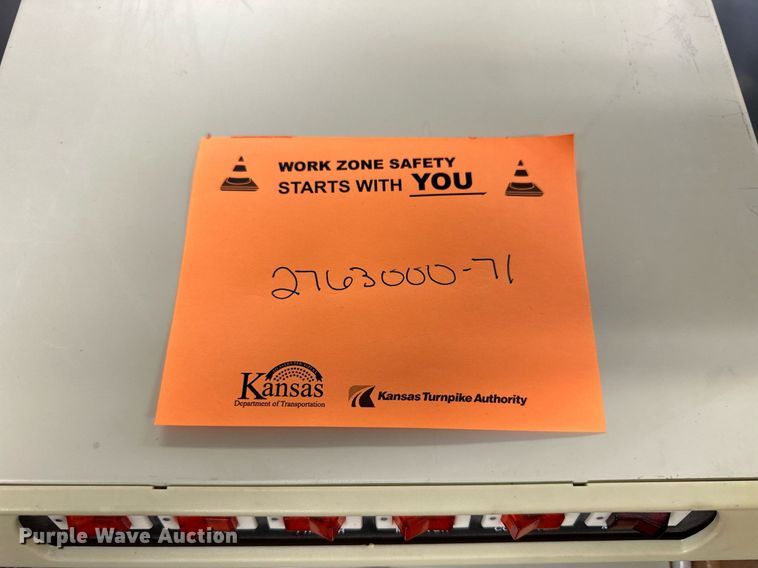 WORK ZONE SAFETY
STARTS WITH YOU
2763000-71
Kansas
Department of Transportation
Kansas Turnpike Authority
Purple Wave Auction